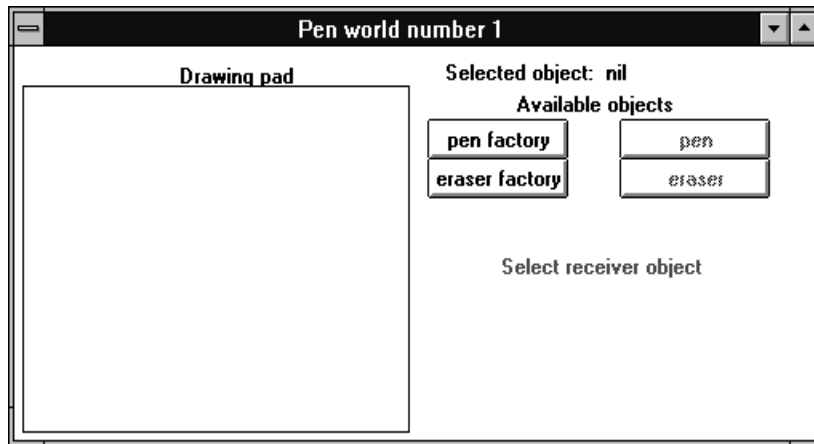 Pen world number 1
Drawing pad
Selected object: nil
Available objects
pen factory
pen
eraser factory
eraser
Select receiver object